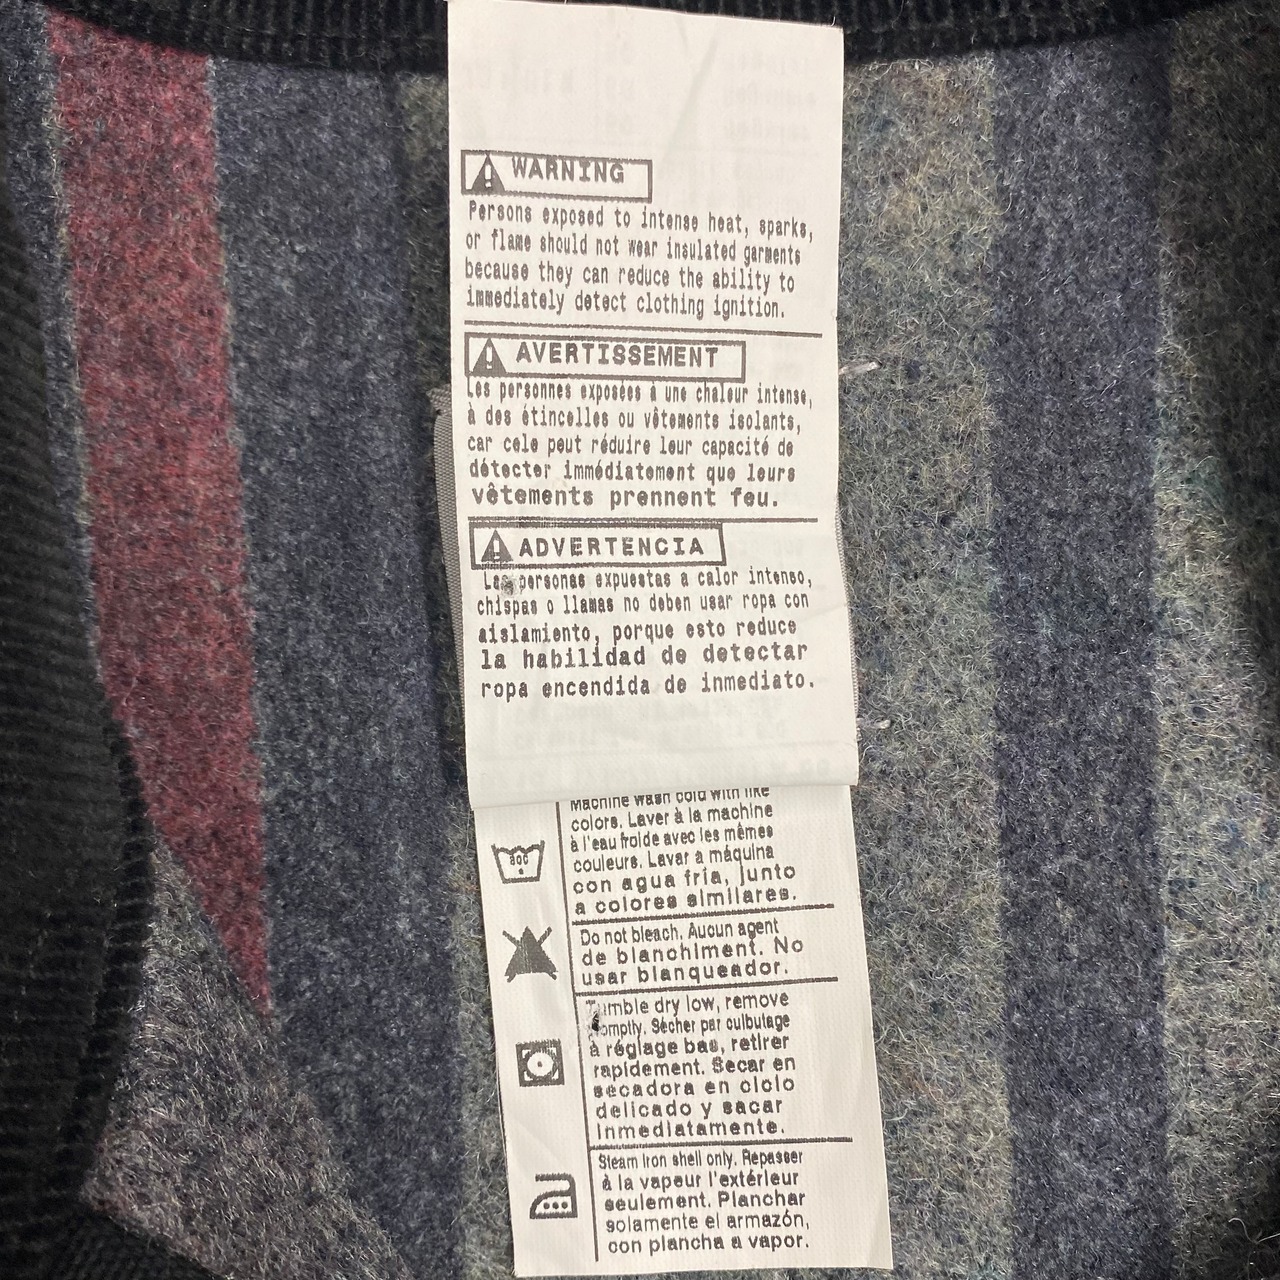 WARNING
Persons exposed to intense heat, sparks,
or flame should not wear insulated garments
because they can reduce the ability to
immediately detect clothing ignition.
AVERTISSEMENT
Les personnes exposées à une chaleur intense,
à des étincelles ou vêtements isolants,
car cele peut réduire leur capacité de
détecter immédiatement que leurs
vêtements prennent feu.
ADVERTENCIA
Las personas expuestas a calor intenso,
chispas o llamas no deben usar ropa con
aislamiento, porque esto reduce
la habilidad de detectar
ropa encendida de inmediato.
Machine wash cold with like
colors. Laver à la machine
à l'eau froide avec les mêmes
couleurs. Lavar a máquina
con agua fria, junto
a colores similares.
Do not bleach. Aucun agent
de blanchiment. No
usar blanqueador.
Tumble dry low, remove
romptly. Sécher par culbutage
à réglage bas, retirer
rapidement. Secar en
secadora en ciclo
delicado y sacar
inmediatamente.
Steam iron shell only. Repasser
à la vapeur l'extérieur
seulement. Planchar
solamente el armazón,
con plancha a vapor.